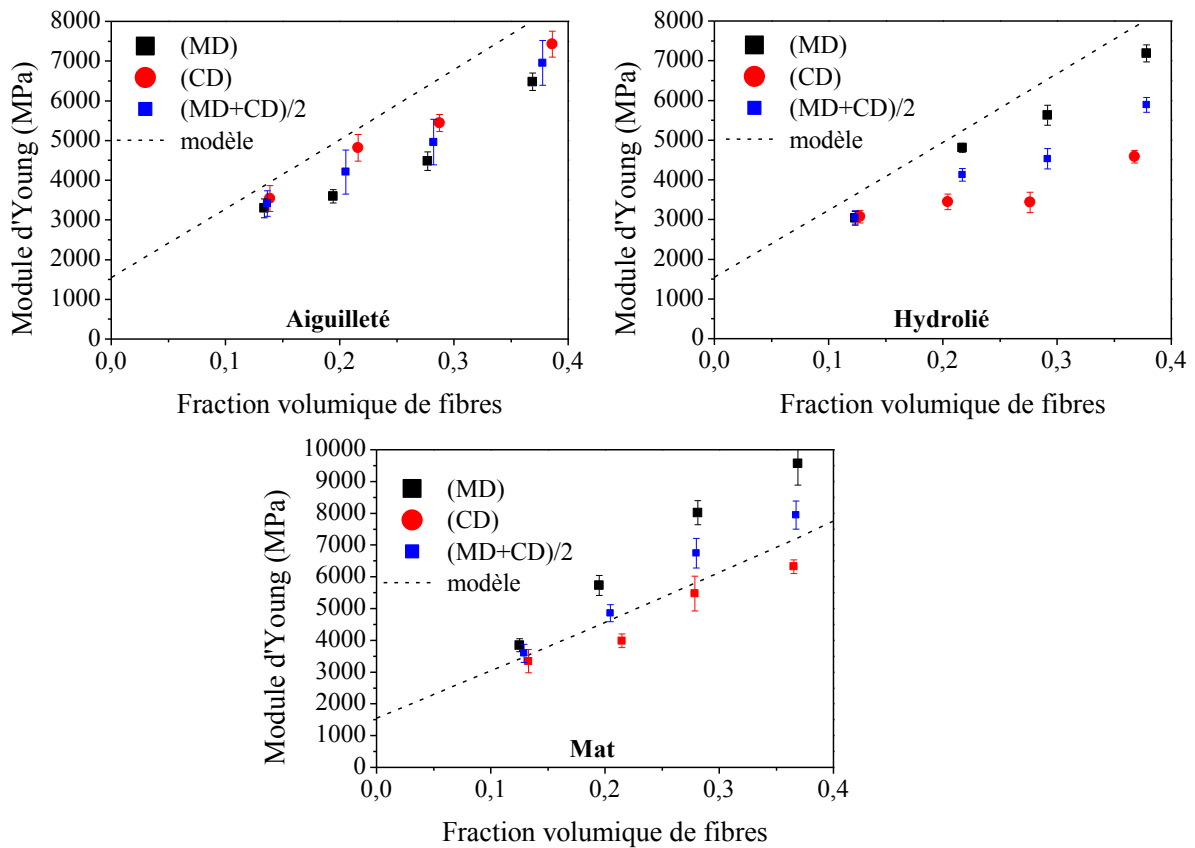 8000
7000
6000
5000
4000
3000
2000
1000
0
Module d'Young (MPa)
(MD)
(CD)
(MD+CD)/2
modèle
Aiguilleté
0,0 0,1 0,2 0,3 0,4
Fraction volumique de fibres
8000
7000
6000
5000
4000
3000
2000
1000
0
Module d'Young (MPa)
(MD)
(CD)
(MD+CD)/2
modèle
Hydrolié
0,0 0,1 0,2 0,3 0,4
Fraction volumique de fibres
10000
9000
8000
7000
6000
5000
4000
3000
2000
1000
0
Module d'Young (MPa)
(MD)
(CD)
(MD+CD)/2
modèle
Mat
0,0 0,1 0,2 0,3 0,4
Fraction volumique de fibres